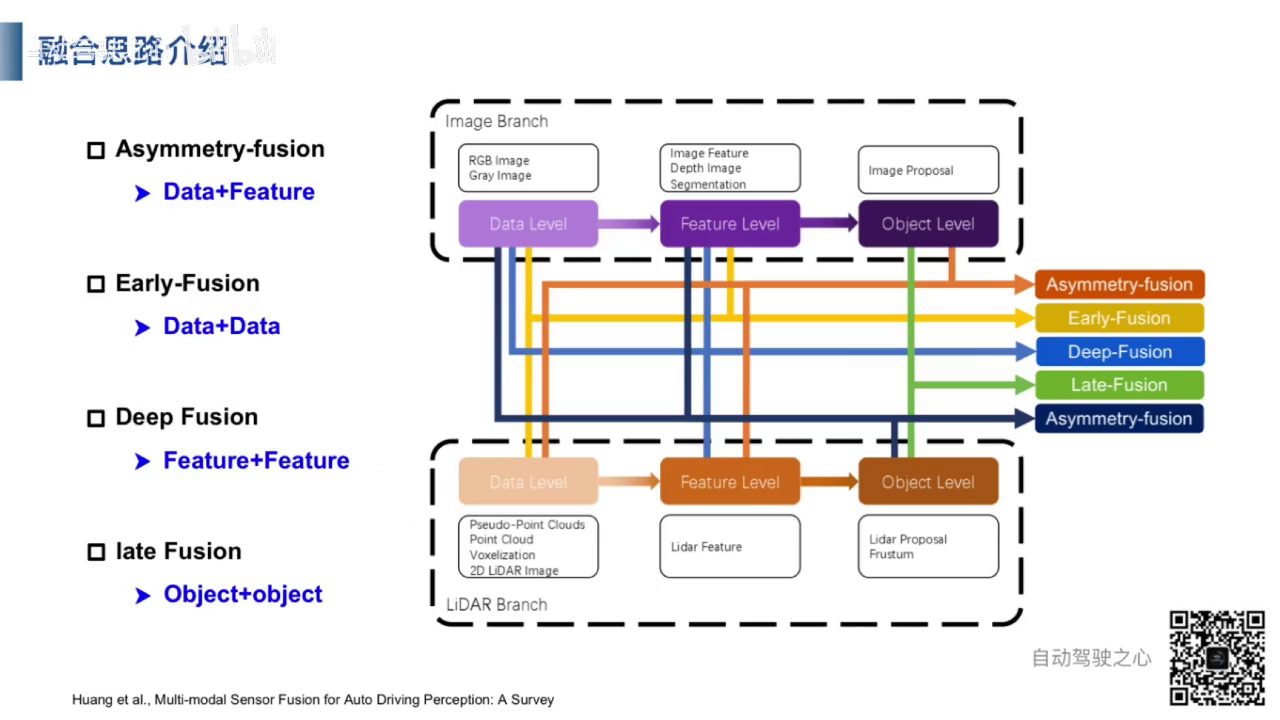 融合思路介绍
Asymmetry-fusion
Data+Feature
Early-Fusion
Data+Data
Deep Fusion
Feature+Feature
late Fusion
Object+object
Image Branch
RGB Image
Gray Image
Image Feature
Depth Image
Segmentation
Image Proposal
Data Level
Feature Level
Object Level
Asymmetry-fusion
Early-Fusion
Deep-Fusion
Late-Fusion
Asymmetry-fusion
Data Level
Feature Level
Object Level
Pseudo-Point Clouds
Point Cloud
Voxelization
2D LiDAR Image
Lidar Feature
Lidar Proposal
Frustum
LiDAR Branch
自动驾驶之心
Huang et al., Multi-modal Sensor Fusion for Auto Driving Perception: A Survey